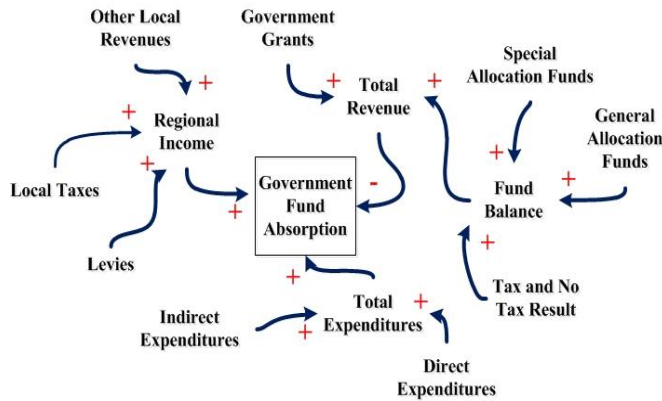 Other Local
Revenues
Government
Grants
Special
Allocation Funds
+
+
Total
Revenue
+
+
Regional
Income
General
Allocation
Funds
+
+
Local Taxes
Government
Fund
Absorption
-
+
Fund
Balance
+
+
+
Levies
+
Tax and No
Tax Result
Indirect
Expenditures
+
Total
Expenditures
+
Direct
Expenditures